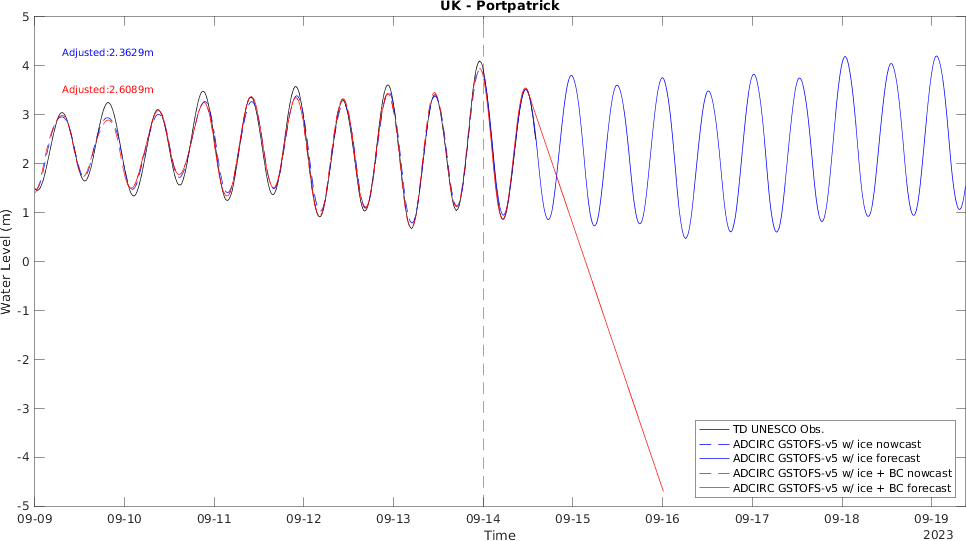 UK - Portpatrick
Adjusted:2.3629m
Adjusted:2.6089m
5
4
3
2
1
0
-1
-2
-3
-4
-5
Water Level (m)
TD UNESCO Obs.
ADCIRC GSTOFS-v5 w/ ice nowcast
ADCIRC GSTOFS-v5 w/ ice forecast
ADCIRC GSTOFS-v5 w/ ice + BC nowcast
ADCIRC GSTOFS-v5 w/ ice + BC forecast
09-09 09-10 09-11 09-12 09-13 09-14 09-15 09-16 09-17 09-18 09-19
Time
2023